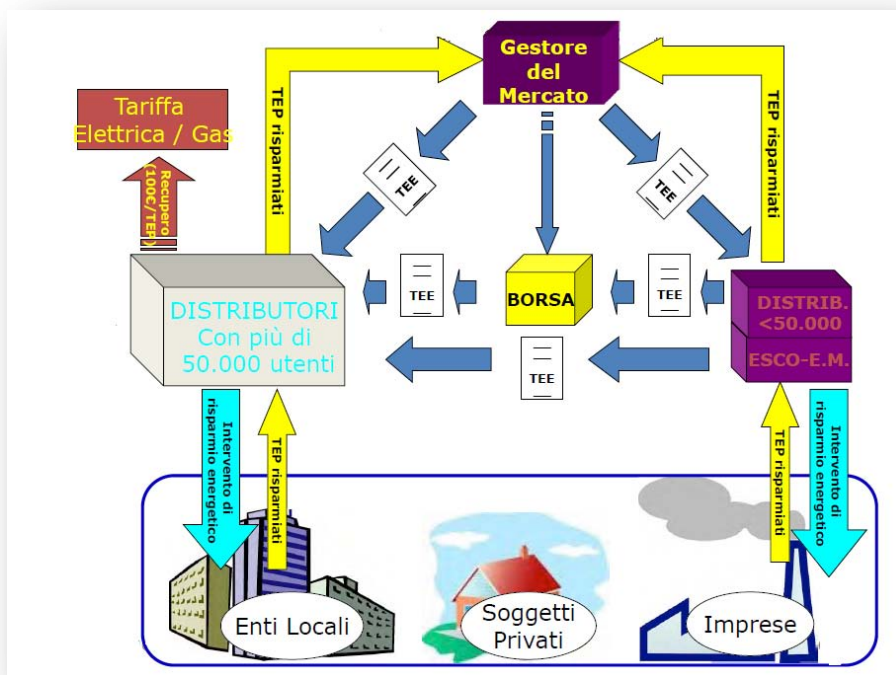 Gestore
del
Mercato
Tariffa
Elettrica / Gas
Recupero
(100€/TEP)
TEP risparmiati
TEP risparmiati
TEE
TEE
DISTRIBUTORI
Con più di
50.000 utenti
TEE
BORSA
TEE
DISTRIB.
<50.000
ESCO-E.M.
TEE
Intervento di
risparmio energetico
TEP risparmiati
TEP risparmiati
Intervento di
risparmio energetico
Enti Locali
Soggetti
Privati
Imprese